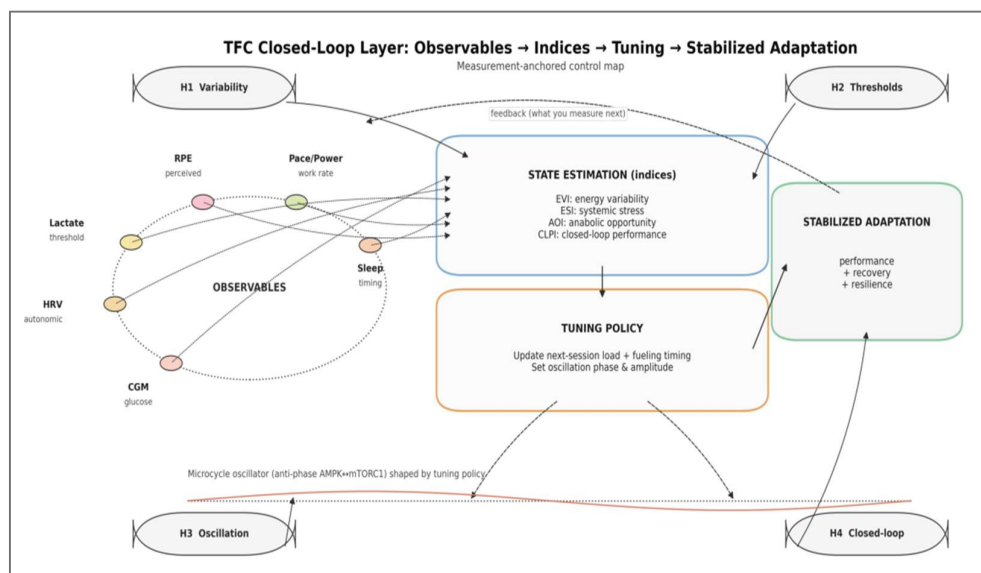 TFC Closed-Loop Layer: Observables → Indices → Tuning → Stabilized Adaptation
Measurement-anchored control map
H1 Variability
H2 Thresholds
feedback (what you measure next)
RPE
perceived
Pace/Power
work rate
Lactate
threshold
HRV
autonomic
CGM
glucose
Sleep
timing
OBSERVABLES
STATE ESTIMATION (indices)
EVI: energy variability
ESI: systemic stress
AOI: anabolic opportunity
CLPI: closed-loop performance
TUNING POLICY
Update next-session load + fueling timing
Set oscillation phase & amplitude
STABILIZED ADAPTATION
performance
+ recovery
+ resilience
Microcycle oscillator (anti-phase AMPK↔mTORC1) shaped by tuning policy
H3 Oscillation
H4 Closed-loop